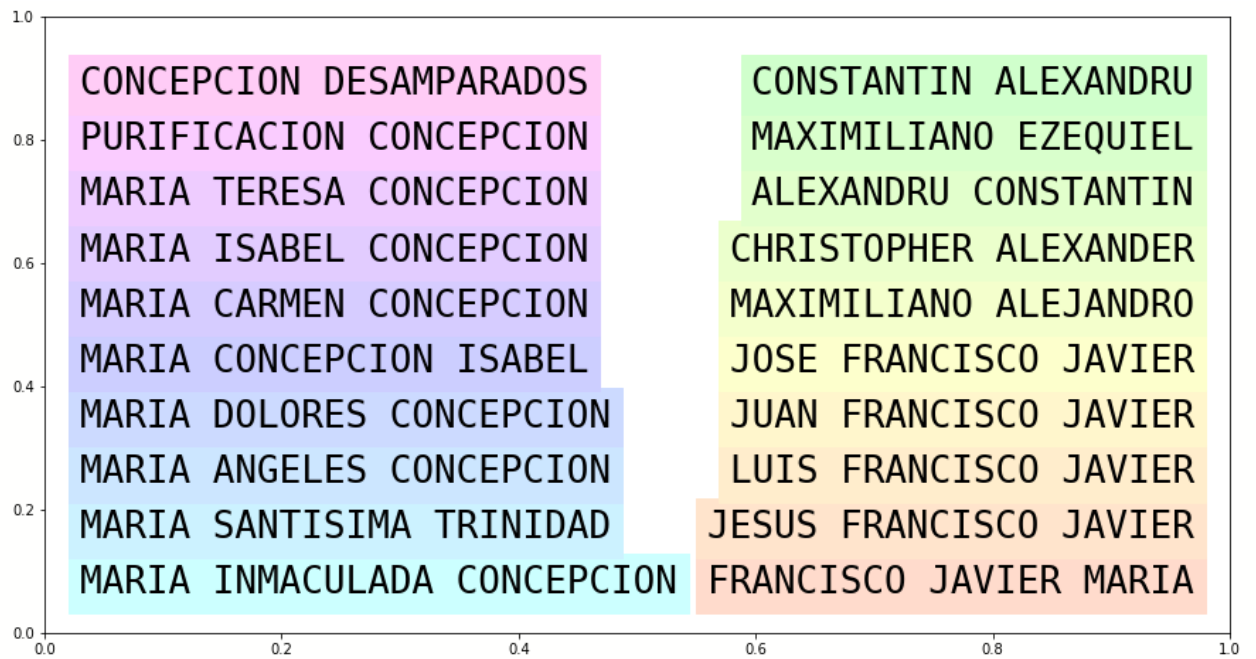 1.0
CONCEPCION DESAMPARADOS CONSTANTIN ALEXANDRU
0.8
PURIFICACION CONCEPCION MAXIMILIANO EZEQUIEL
MARIA TERESA CONCEPCION ALEXANDRU CONSTANTIN
0.6
MARIA ISABEL CONCEPCION CHRISTOPHER ALEXANDER
MARIA CARMEN CONCEPCION MAXIMILIANO ALEJANDRO
MARIA CONCEPCION ISABEL JOSE FRANCISCO JAVIER
0.4
MARIA DOLORES CONCEPCION JUAN FRANCISCO JAVIER
MARIA ANGELES CONCEPCION LUIS FRANCISCO JAVIER
0.2
MARIA SANTISIMA TRINIDAD JESUS FRANCISCO JAVIER
MARIA INMACULADA CONCEPCION FRANCISCO JAVIER MARIA
0.0
0.0 0.2 0.4 0.6 0.8 1.0